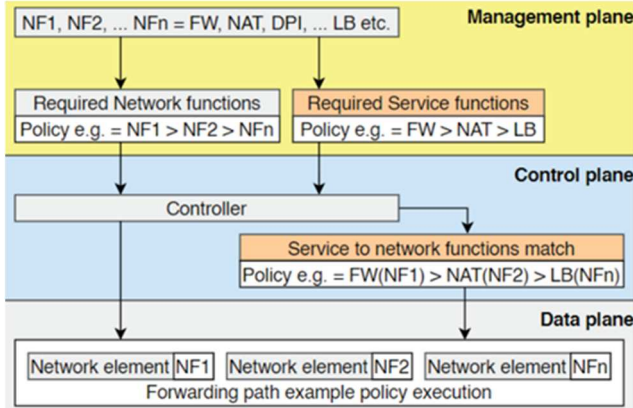 NF1, NF2, ... NFn = FW, NAT, DPI, ... LB etc.
Management plane
Required Network functions
Policy e.g. = NF1 > NF2 > NFn
Required Service functions
Policy e.g. = FW > NAT > LB
Control plane
Controller
Service to network functions match
Policy e.g. = FW(NF1) > NAT(NF2) > LB(NFn)
Data plane
Network element NF1
Network element NF2
Network element NFn
Forwarding path example policy execution